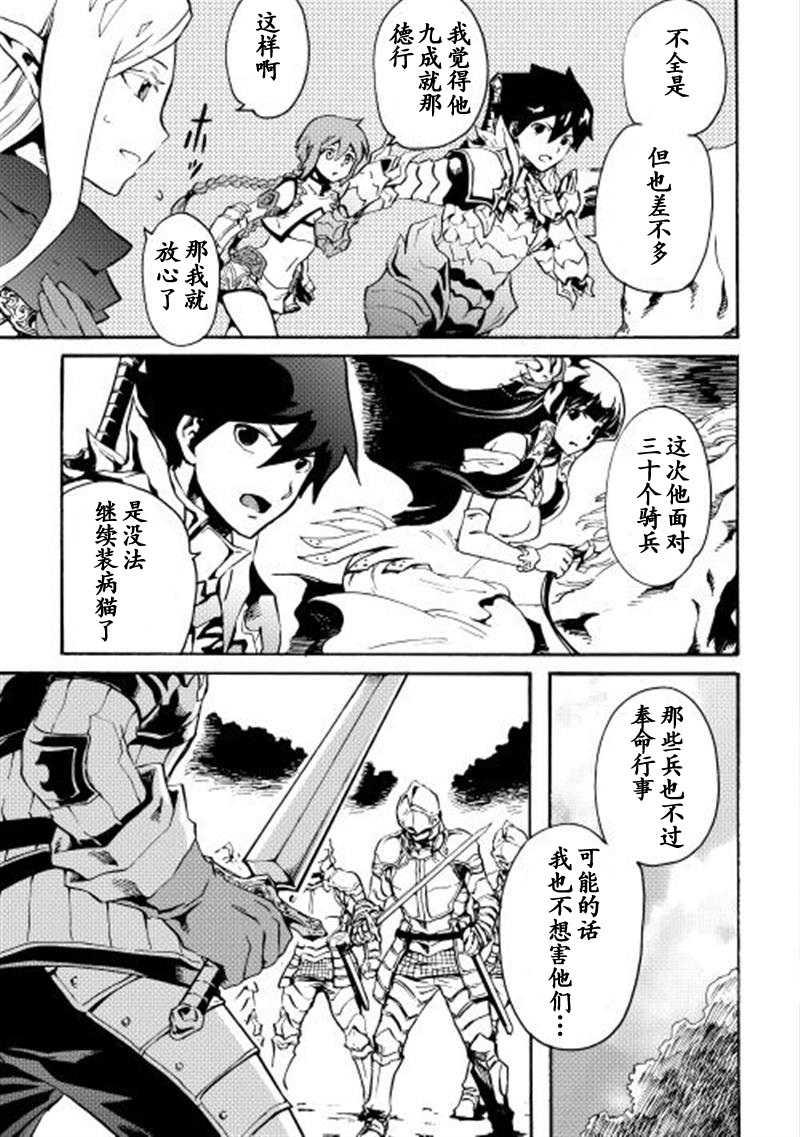 不全是
但也差不多
我觉得他
九成就那
德行
这样啊
那我就
放心了
这次他面对
三十个骑兵
是没法
继续装病猫了
那些兵也不过
奉命行事
可能的话
我也不想害他们…